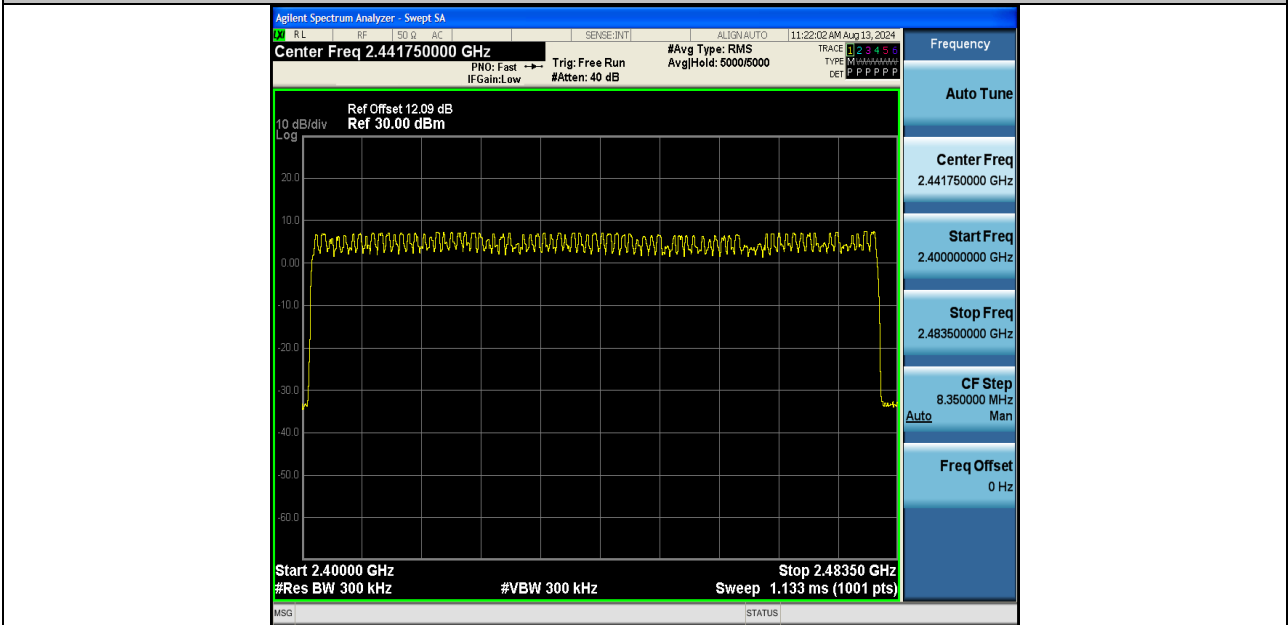 Agilent Spectrum Analyzer - Swept SA
RL RF 50 Ω AC SENSE:INT ALIGN AUTO 11:22:02 AM Aug 13, 2024
Center Freq 2.441750000 GHz
#Avg Type: RMS
TRACE 1 2 3 4 5 6
PNO: Fast
Trig: Free Run
Avg|Hold: 5000/5000
TYPE M
IFGain:Low
#Atten: 40 dB
DET P P P P P P
Ref Offset 12.09 dB
10 dB/div Ref 30.00 dBm
Log
20.0
10.0
0.00
-10.0
-20.0
-30.0
-40.0
-50.0
-60.0
Start 2.40000 GHz Stop 2.48350 GHz
#Res BW 300 kHz #VBW 300 kHz Sweep 1.133 ms (1001 pts)
MSG STATUS
Frequency
Auto Tune
Center Freq
2.441750000 GHz
Start Freq
2.400000000 GHz
Stop Freq
2.483500000 GHz
CF Step
8.350000 MHz
Auto Man
Freq Offset
0 Hz